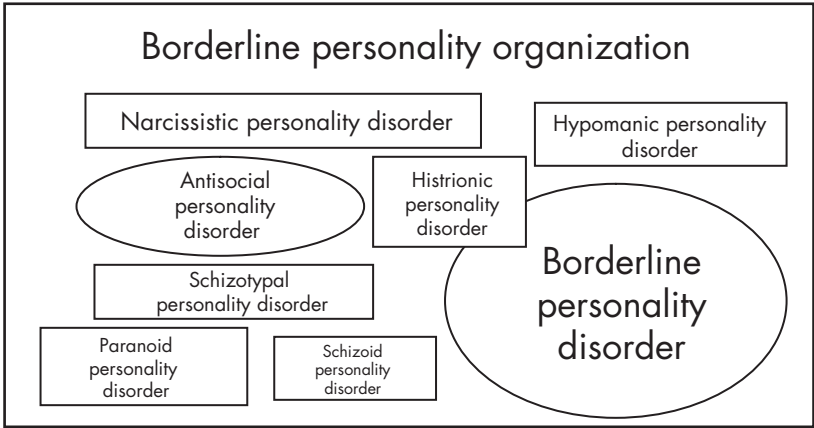 Borderline personality organization
Narcissistic personality disorder
Hypomanic personality
disorder
Antisocial
personality
disorder
Histrionic
personality
disorder
Borderline
personality
disorder
Schizotypal
personality disorder
Paranoid
personality
disorder
Schizoid
personality
disorder